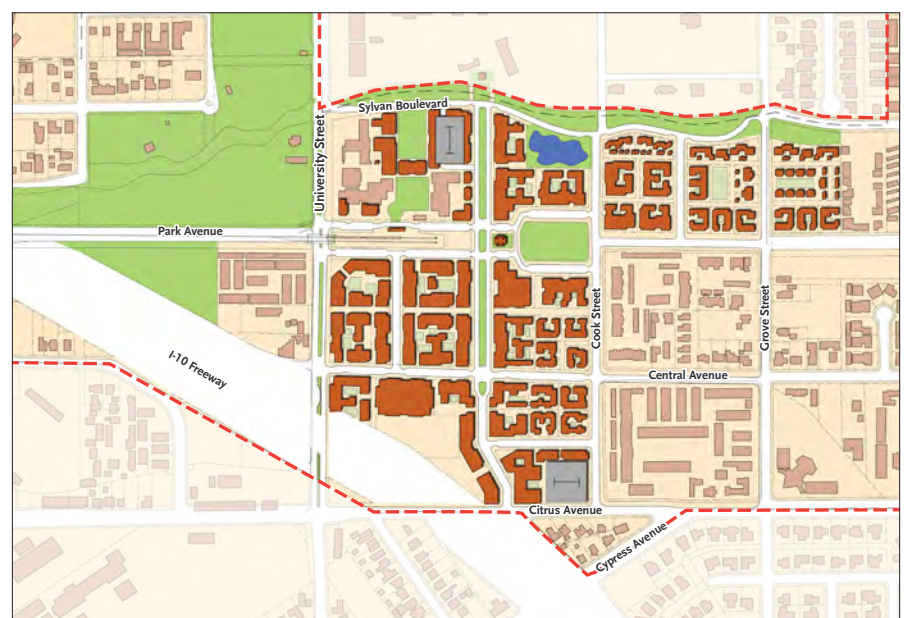 Sylvan Boulevard
University Street
Park Avenue
Cook Street
Grove Street
I-10 Freeway
Central Avenue
Citrus Avenue
Cypress Avenue